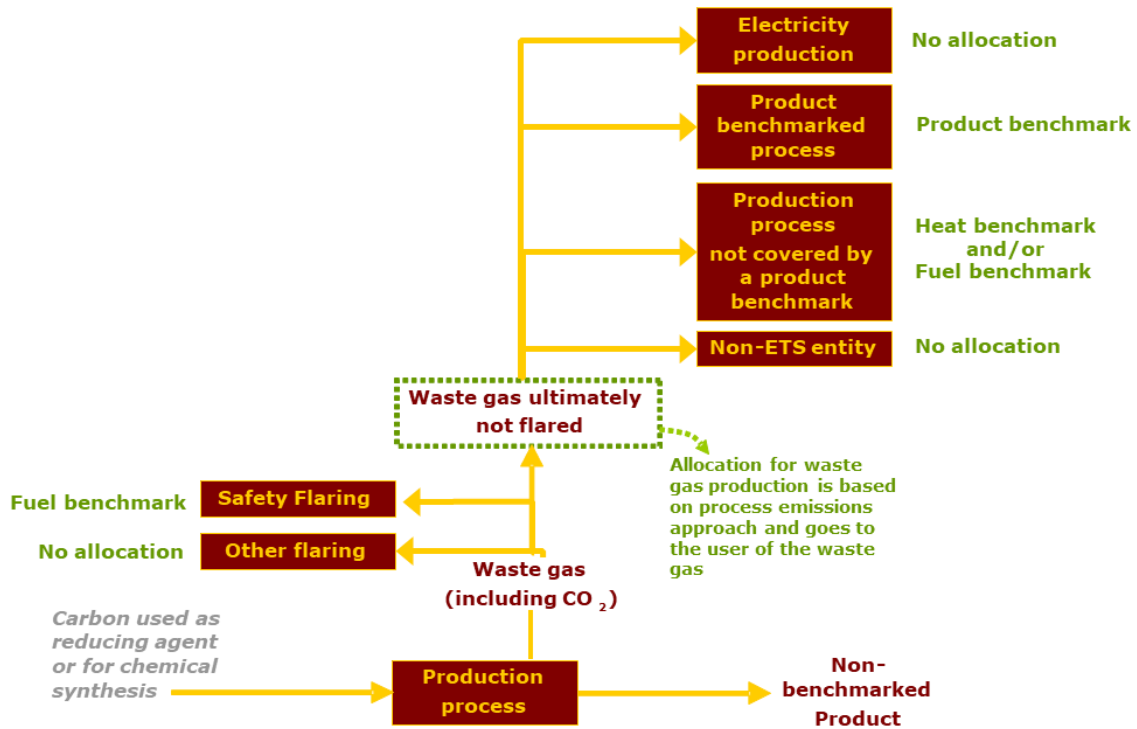 Electricity
production
No allocation
Product
benchmarked
process
Product benchmark
Production
process
not covered by
a product
benchmark
Heat benchmark
and/or
Fuel benchmark
Non-ETS entity
No allocation
Waste gas ultimately
not flared
Allocation for waste
gas production is based
on process emissions
approach and goes to
the user of the waste
gas
Fuel benchmark
Safety Flaring
No allocation
Other flaring
Waste gas
(including CO₂)
Carbon used as
reducing agent
or for chemical
synthesis
Production
process
Non-
benchmarked
Product